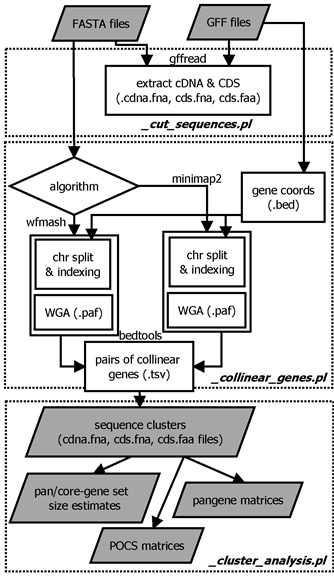 FASTA files
GFF files
gffread
extract cDNA & CDS
(.cdna.fna, cds.fna, cds.faa)
_cut_sequences.pl
algorithm
minimap2
gene coords
(.bed)
wfmash
chr split
& indexing
WGA (.paf)
chr split
& indexing
WGA (.paf)
bedtools
pairs of collinear
genes (.tsv)
_collinear_genes.pl
sequence clusters
(cdna.fna, cds.fna, cds.faa files)
pan/core-gene set
size estimates
pangene matrices
POCS matrices
_cluster_analysis.pl